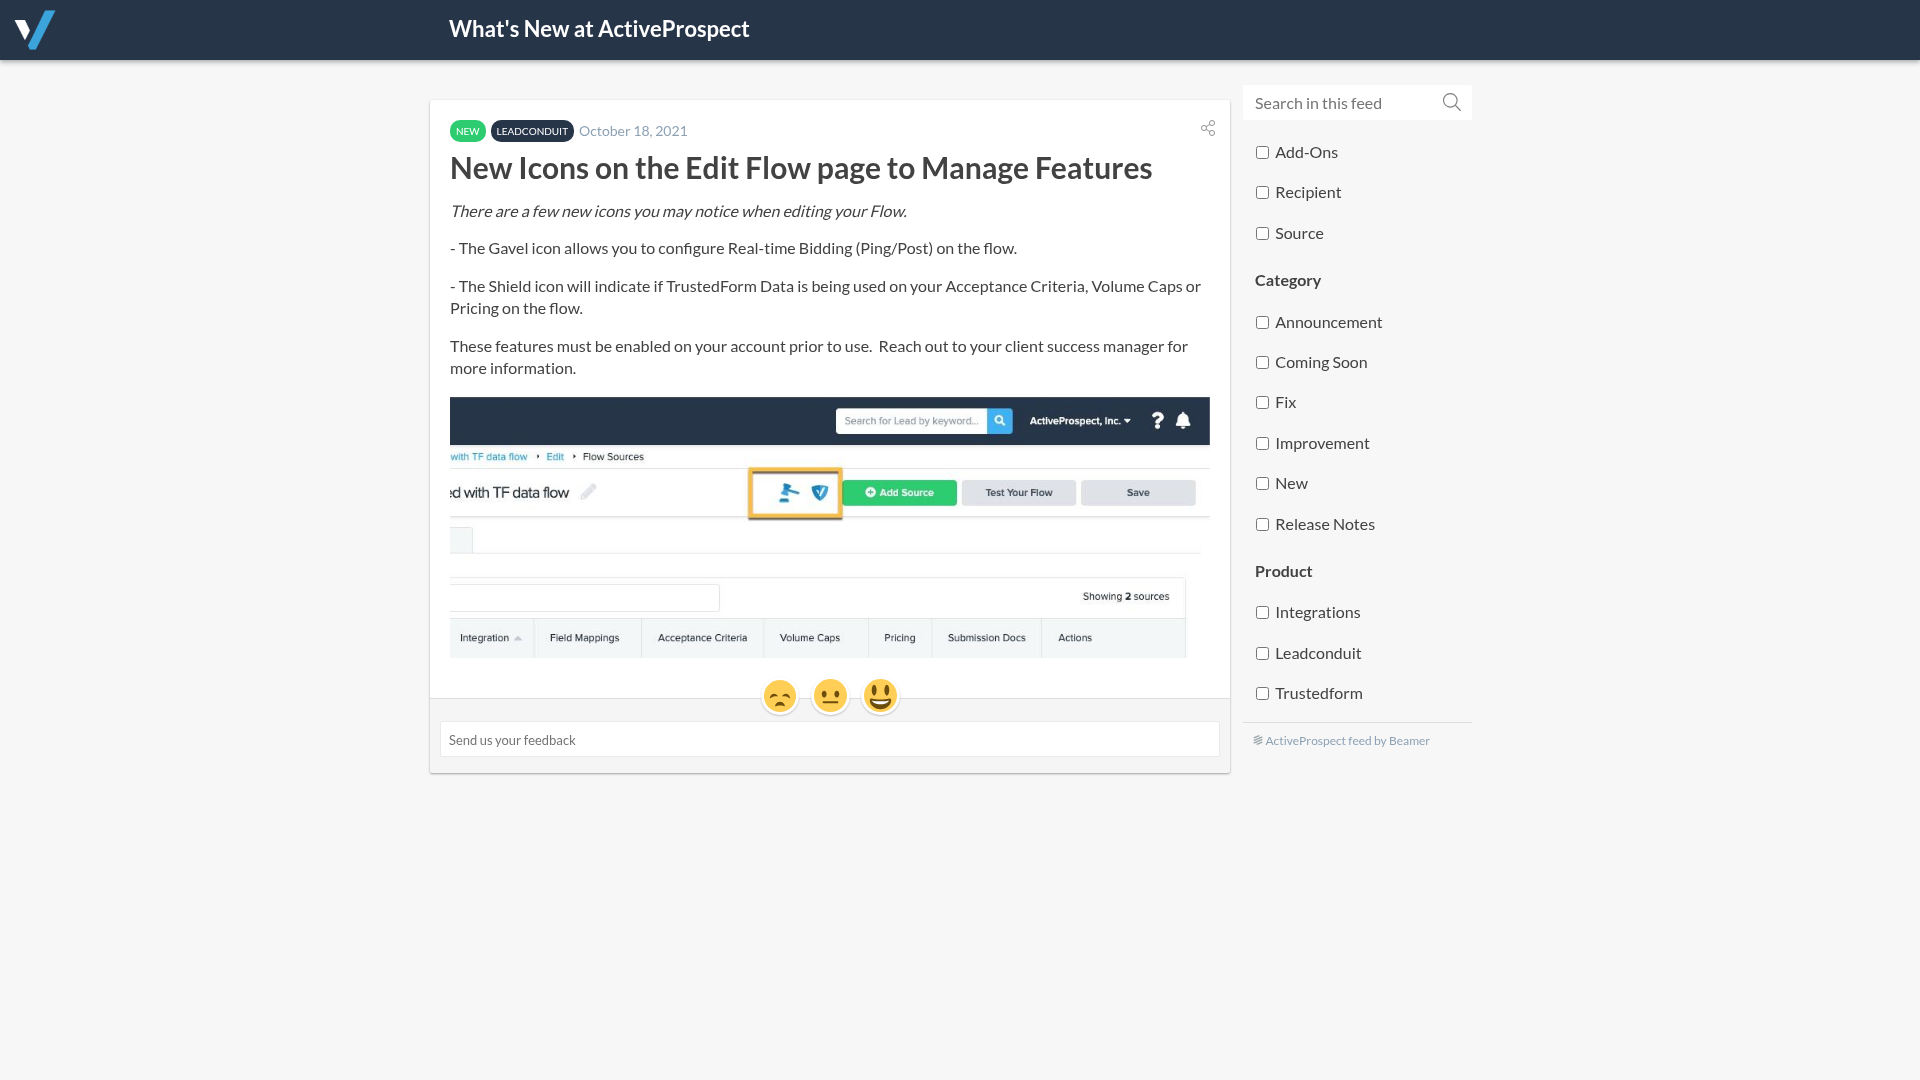 What's New at ActiveProspect
NEW LEADCONDUIT October 18, 2021
New Icons on the Edit Flow page to Manage Features
There are a few new icons you may notice when editing your Flow.
- The Gavel icon allows you to configure Real-time Bidding (Ping/Post) on the flow.
- The Shield icon will indicate if TrustedForm Data is being used on your Acceptance Criteria, Volume Caps or
Pricing on the flow.
These features must be enabled on your account prior to use.  Reach out to your client success manager for
more information.
Search for Lead by keyword... ActiveProspect, Inc.
with TF data flow Edit Flow Sources
ed with TF data flow Add Source Test Your Flow Save
Showing 2 sources
Integration Field Mappings Acceptance Criteria Volume Caps Pricing Submission Docs Actions
Send us your feedback
Search in this feed
Add-Ons
Recipient
Source
Category
Announcement
Coming Soon
Fix
Improvement
New
Release Notes
Product
Integrations
Leadconduit
Trustedform
ActiveProspect feed by Beamer